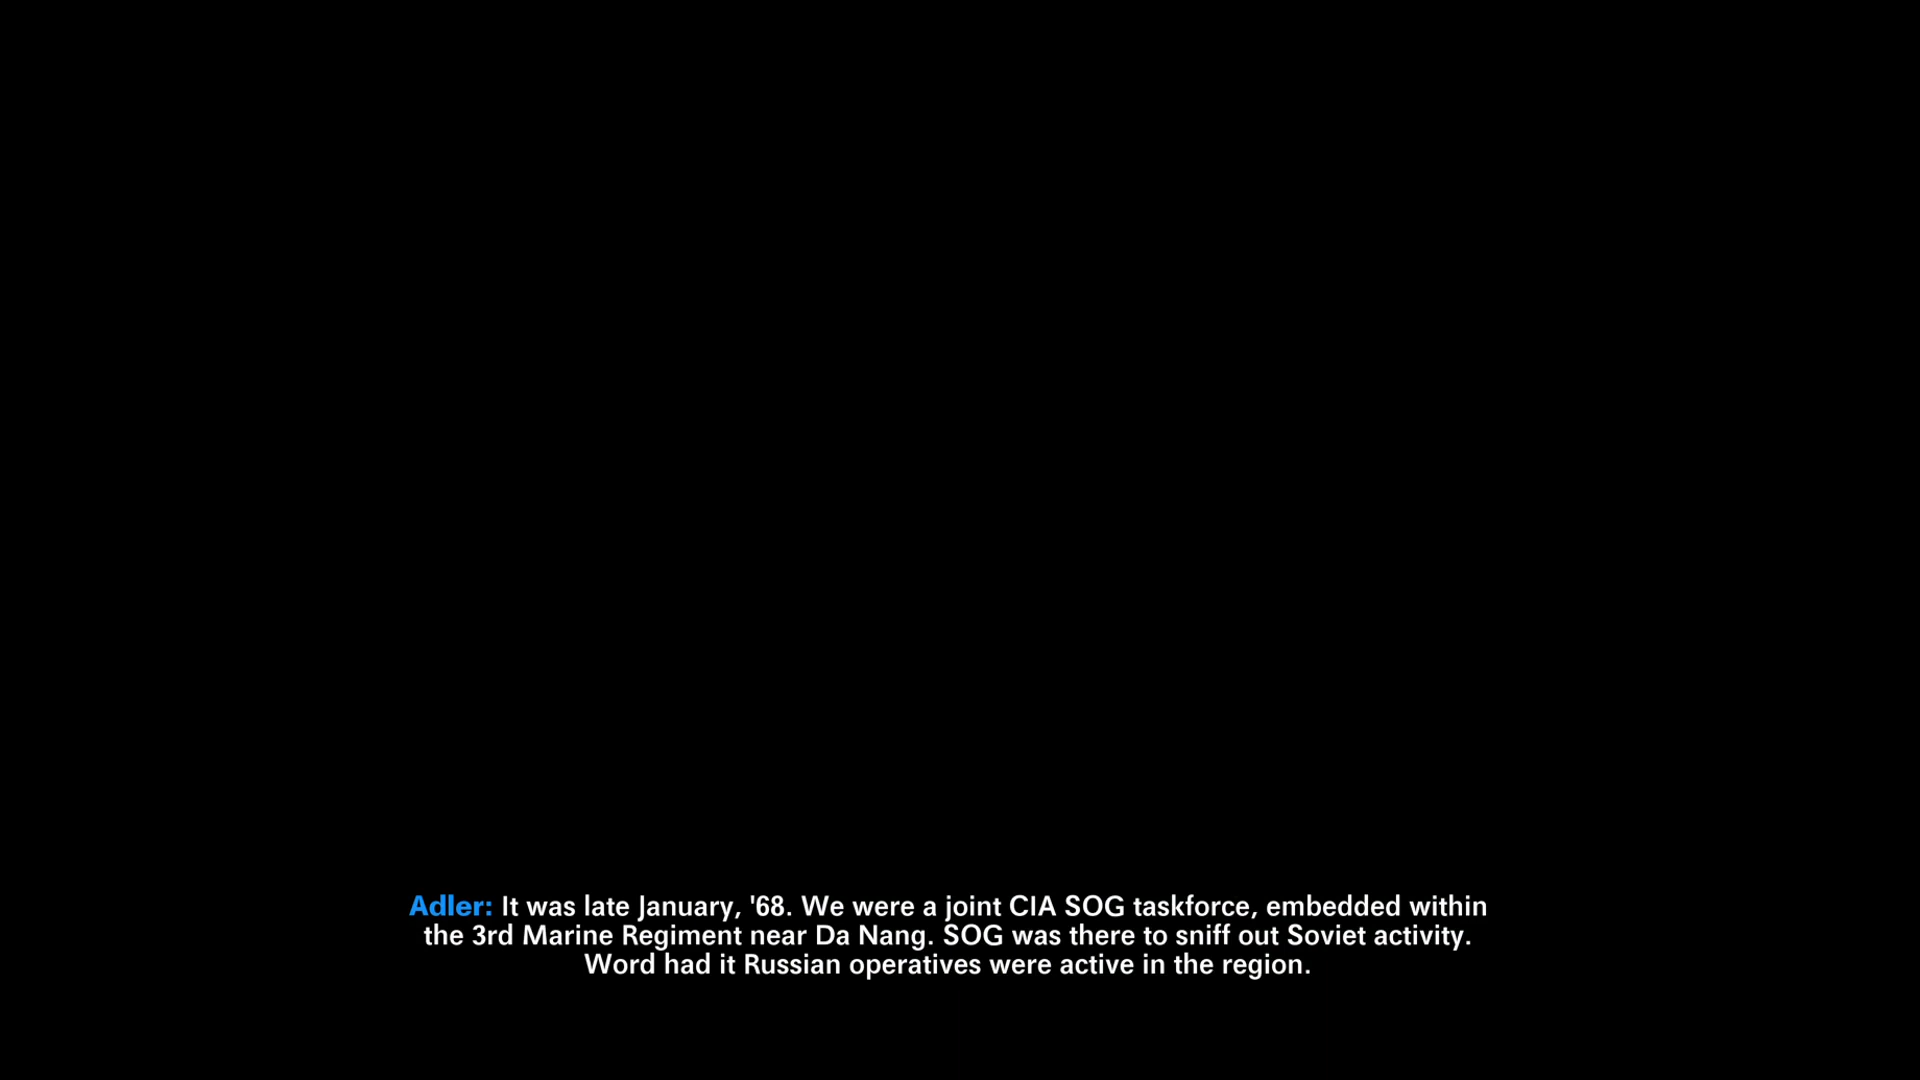 Adler: It was late January, '68. We were a joint CIA SOG taskforce, embedded within
the 3rd Marine Regiment near Da Nang. SOG was there to sniff out Soviet activity.
Word had it Russian operatives were active in the region.